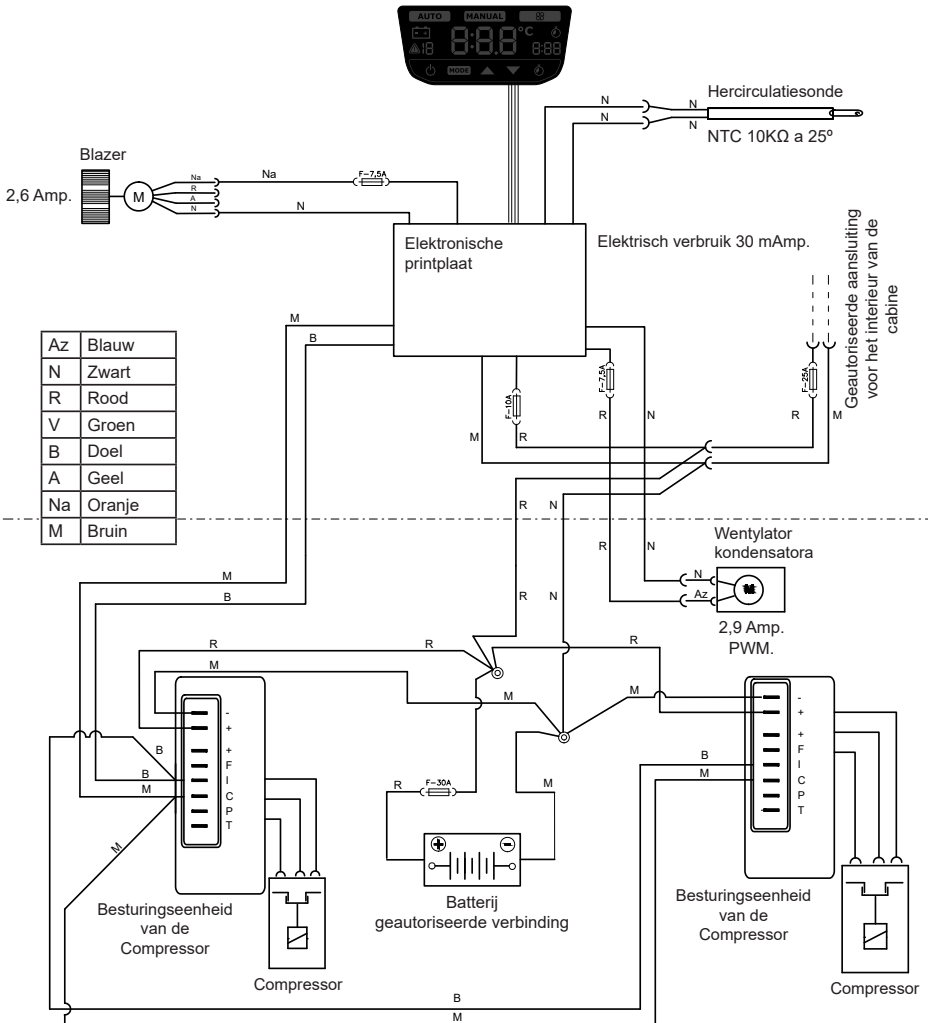 AUTO MANUAL
8:8.8 °C
18 8:88
MODE
Hercirculatiesonde
NTC 10KΩ a 25º
N
N
N
N
Blazer
2,6 Amp.
M
Na
R
A
N
Na
F-7,5A
N
Elektronische
printplaat
Elektrisch verbruik 30 mAmp.
Geautoriseerde aansluiting
voor het interieur van de
cabine
M
B
Az Blauw
N Zwart
R Rood
V Groen
B Doel
A Geel
Na Oranje
M Bruin
F-10A
F-7,5A
F-25A
M
R
R
N
R
M
R
N
R
N
Wentylator
kondensatora
N
Az
M
2,9 Amp.
PWM.
M
B
R
N
R
R
M
R
M
M
-
+
+
F
I
C
P
T
B
B
M
M
R
F-30A
M
B
M
-
+
+
F
I
C
P
T
Batterij
geautoriseerde verbinding
Besturingseenheid
van de
Compressor
Compressor
Besturingseenheid
van de
Compressor
Compressor
B
M